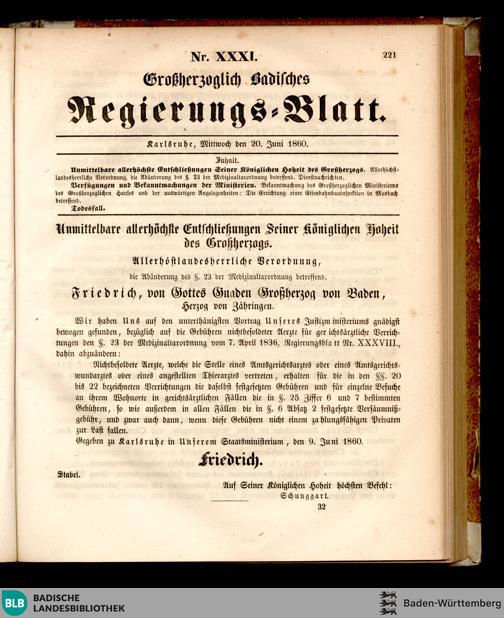 Nr. XXXI.
221
Großherzoglich Badisches
Regierungs-Blatt.
Karlsruhe, Mittwoch den 20. Juni 1860.
Inhalt.
Unmittelbare allerhöchste Entschließungen Seiner Königlichen Hoheit des Großherzogs. Allerhöchst-
landesherrliche Verordnung, die Abänderung des §. 23 der Medizinaltaxordnung betreffend. Dienstnachrichten.
Verfügungen und Bekanntmachungen der Ministerien. Bekanntmachung des Großherzoglichen Ministeriums
des Großherzoglichen Hauses und der auswärtigen Angelegenheiten: Die Errichtung einer Eisenbahnbauinspektion in Mosbach
betreffend.
Todesfall.
Unmittelbare allerhöchste Entschließungen Seiner Königlichen Hoheit
des Großherzogs.
Allerhöchstlandesherrliche Verordnung,
die Abänderung des §. 23 der Medizinaltaxordnung betreffend.
Friedrich, von Gottes Gnaden Großherzog von Baden,
Herzog von Zähringen.
Wir haben Uns auf den unterthänigsten Vortrag Unseres Justizministeriums gnädigst
bewogen gefunden, bezüglich auf die Gebühren nichtbesoldeter Aerzte für gerichtsärztliche Verrich-
tungen den §. 23 der Medizinaltaxordnung vom 7. April 1836, Regierungsblatt Nr. XXXVIII.,
dahin abzuändern:
Nichtbesoldete Aerzte, welche die Stelle eines Amtsgerichtsarztes oder eines Amtsgerichts-
wundarztes oder eines angestellten Thierarztes vertreten, erhalten für die in den §§. 20
bis 22 bezeichneten Verrichtungen die daselbst festgesetzten Gebühren und für einzelne Besuche
an ihrem Wohnorte in gerichtsärztlichen Fällen die in §. 25 Ziffer 6 und 7 bestimmten
Gebühren, so wie außerdem in allen Fällen die in §. 6 Absatz 2 festgesetzte Versäumniß-
gebühr, und zwar auch dann, wenn diese Gebühren nicht einem zahlungsfähigen Privaten
zur Last fallen.
Gegeben zu Karlsruhe in Unserem Staatsministerium, den 9. Juni 1860.
Friedrich.
Stabel.
Auf Seiner Königlichen Hoheit höchsten Befehl:
Schunggart.
32
BLB BADISCHE
LANDESBIBLIOTHEK
Baden-Württemberg